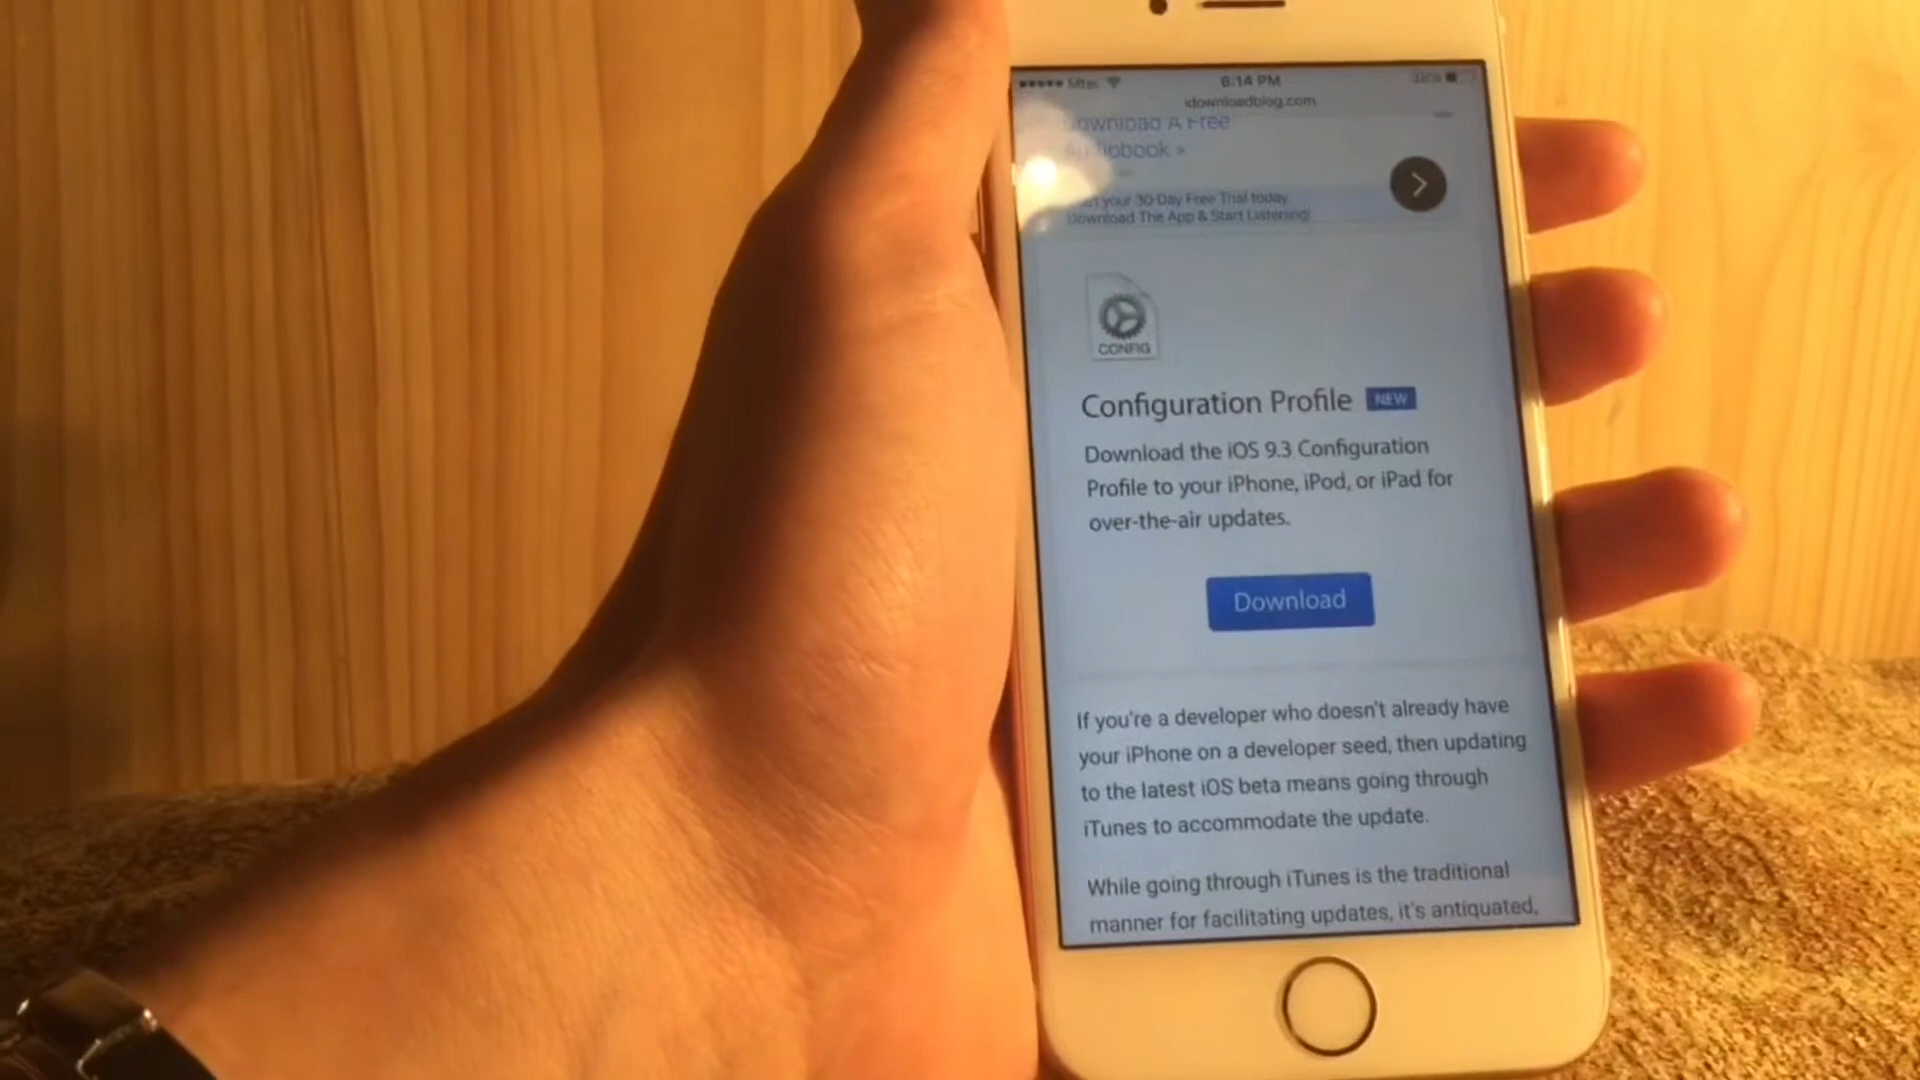 6:14 PM
idownloadblog.com
Download A Free
Audiobook »
your 30-Day Free Trial today
Download The App & Start Listening!
CONFIG
Configuration Profile NEW
Download the iOS 9.3 Configuration
Profile to your iPhone, iPod, or iPad for
over-the-air updates.
Download
If you're a developer who doesn't already have
your iPhone on a developer seed, then updating
to the latest iOS beta means going through
iTunes to accommodate the update.
While going through iTunes is the traditional
manner for facilitating updates, it's antiquated,